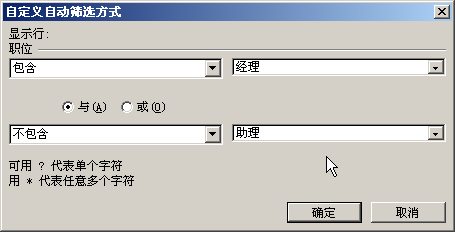 自定义自动筛选方式
显示行:
职位
包含 经理
与(A) 或(O)
不包含 助理
可用 ? 代表单个字符
用 * 代表任意多个字符
确定 取消